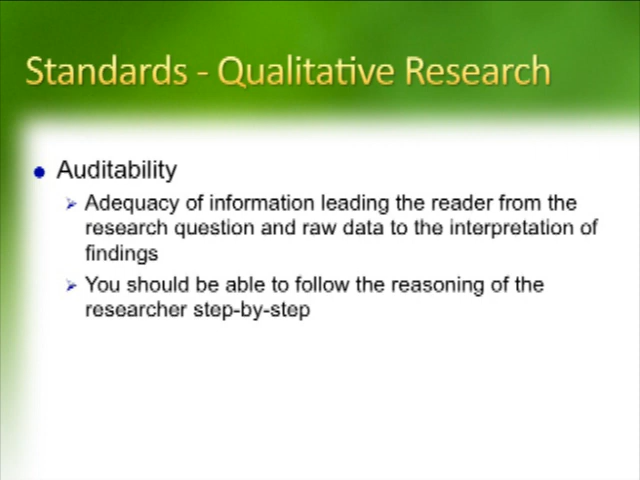 Standards - Qualitative Research
Auditability
Adequacy of information leading the reader from the
research question and raw data to the interpretation of
findings
You should be able to follow the reasoning of the
researcher step-by-step